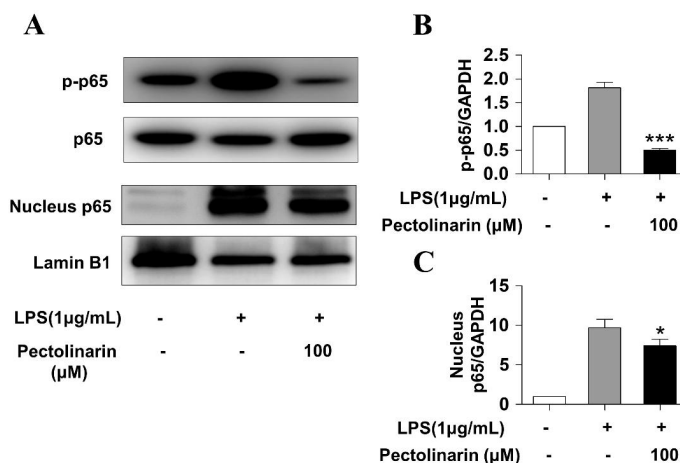 A
p-p65
p65
Nucleus p65
Lamin B1
LPS(1µg/mL) - + +
Pectolinarin - - 100
(µM)
B
p-p65/GAPDH
2.5
2.0
1.5
1.0
0.5
0.0
***
LPS(1µg/mL) - + +
Pectolinarin (µM) - - 100
C
Nucleus
p65/GAPDH
15
10
5
0
*
LPS(1µg/mL) - + +
Pectolinarin (µM) - - 100